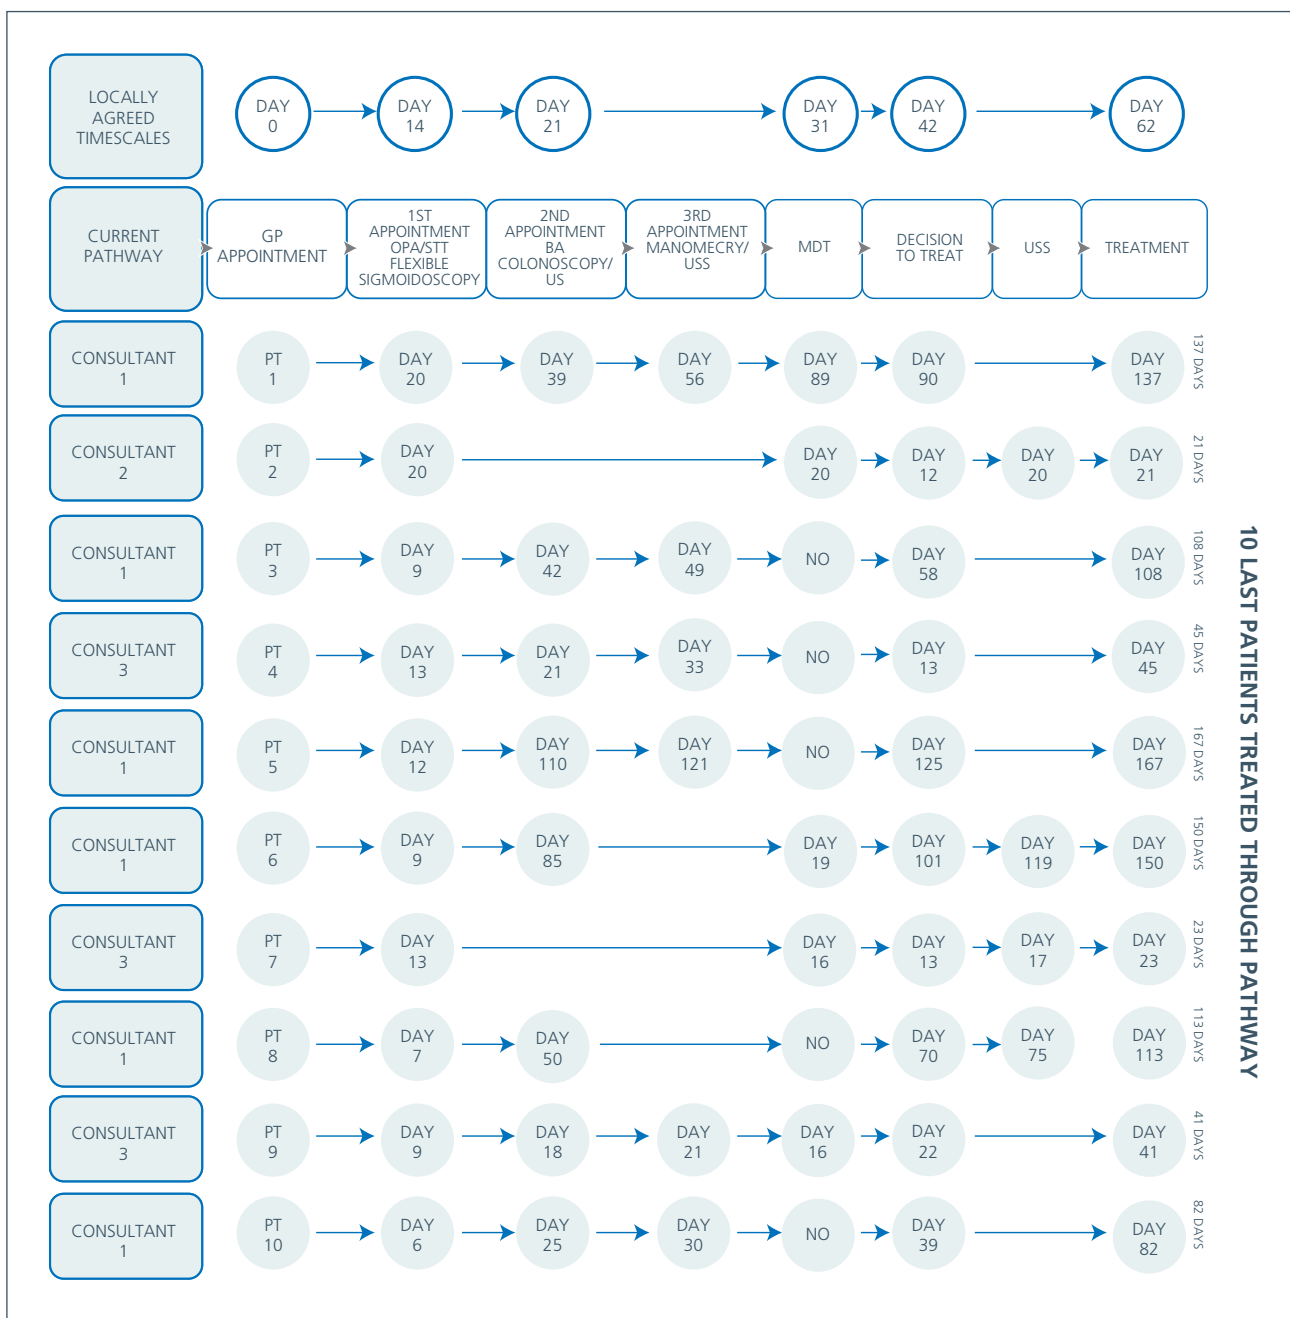 LOCALLY
AGREED
TIMESCALES
DAY
0
DAY
14
DAY
21
DAY
31
DAY
42
DAY
62
CURRENT
PATHWAY
GP
APPOINTMENT
1ST
APPOINTMENT
OPA/STT
FLEXIBLE
SIGMOIDOSCOPY
2ND
APPOINTMENT
BA
COLONOSCOPY/
US
3RD
APPOINTMENT
MANOMECRY/
USS
MDT
DECISION
TO TREAT
USS
TREATMENT
CONSULTANT
1
PT
1
DAY
20
DAY
39
DAY
56
DAY
89
DAY
90
DAY
137
137 DAYS
CONSULTANT
2
PT
2
DAY
20
DAY
20
DAY
12
DAY
20
DAY
21
21 DAYS
CONSULTANT
1
PT
3
DAY
9
DAY
42
DAY
49
NO
DAY
58
DAY
108
108 DAYS
CONSULTANT
3
PT
4
DAY
13
DAY
21
DAY
33
NO
DAY
13
DAY
45
45 DAYS
CONSULTANT
1
PT
5
DAY
12
DAY
110
DAY
121
NO
DAY
125
DAY
167
167 DAYS
CONSULTANT
1
PT
6
DAY
9
DAY
85
DAY
19
DAY
101
DAY
119
DAY
150
150 DAYS
CONSULTANT
3
PT
7
DAY
13
DAY
16
DAY
13
DAY
17
DAY
23
23 DAYS
CONSULTANT
1
PT
8
DAY
7
DAY
50
NO
DAY
70
DAY
75
DAY
113
113 DAYS
CONSULTANT
3
PT
9
DAY
9
DAY
18
DAY
21
DAY
16
DAY
22
DAY
41
41 DAYS
CONSULTANT
1
PT
10
DAY
6
DAY
25
DAY
30
NO
DAY
39
DAY
82
82 DAYS
10 LAST PATIENTS TREATED THROUGH PATHWAY